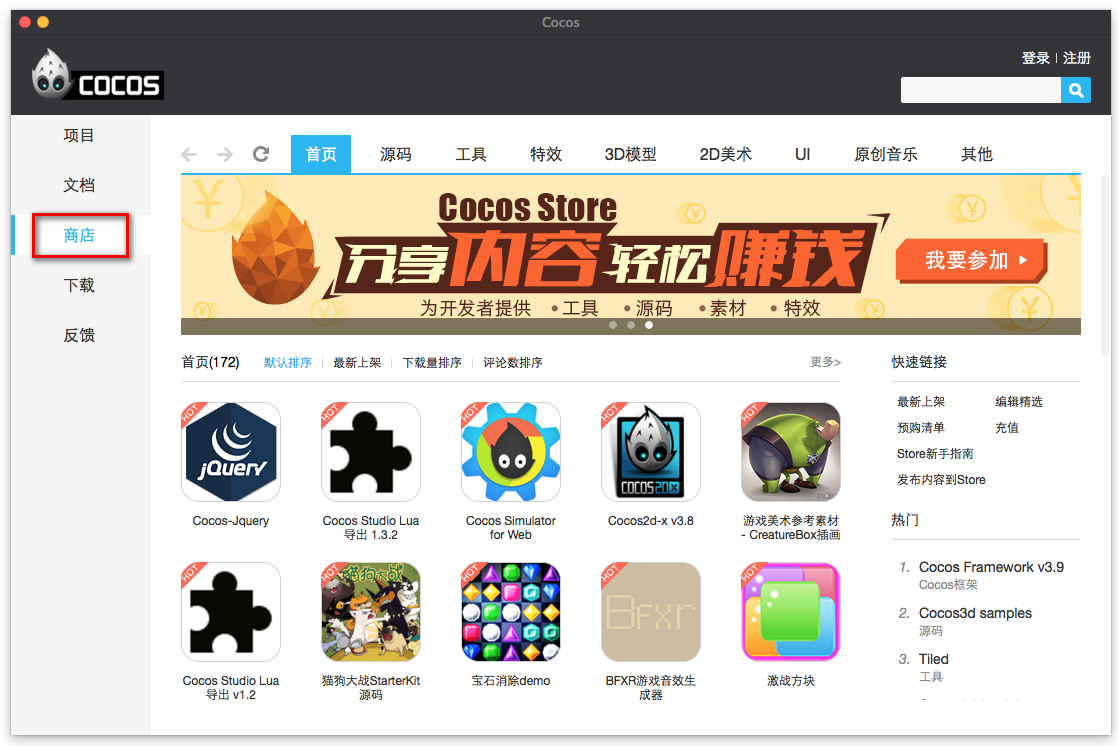 Cocos
登录 | 注册
COCOS
项目
文档
商店
下载
反馈
首页 源码 工具 特效 3D模型 2D美术 UI 原创音乐 其他
Cocos Store
分享内容轻松赚钱
我要参加
为开发者提供 •工具 •源码 •素材 •特效
首页(172) 默认排序 | 最新上架 | 下载量排序 | 评论数排序 更多>
HOT HOT HOT HOT HOT
jQuery
COCOS2DX
Cocos-Jquery
Cocos Studio Lua
导出 1.3.2
Cocos Simulator
for Web
Cocos2d-x v3.8
游戏美术参考素材
- CreatureBox插画
HOT HOT HOT HOT HOT
猫狗大战
BFXR
Cocos Studio Lua
导出 v1.2
猫狗大战StarterKit
源码
宝石消除demo
BFXR游戏音效生
成器
激战方块
快速链接
最新上架 编辑精选
预购清单 充值
Store新手指南
发布内容到Store
热门
1. Cocos Framework v3.9
Cocos框架
2. Cocos3d samples
源码
3. Tiled
工具